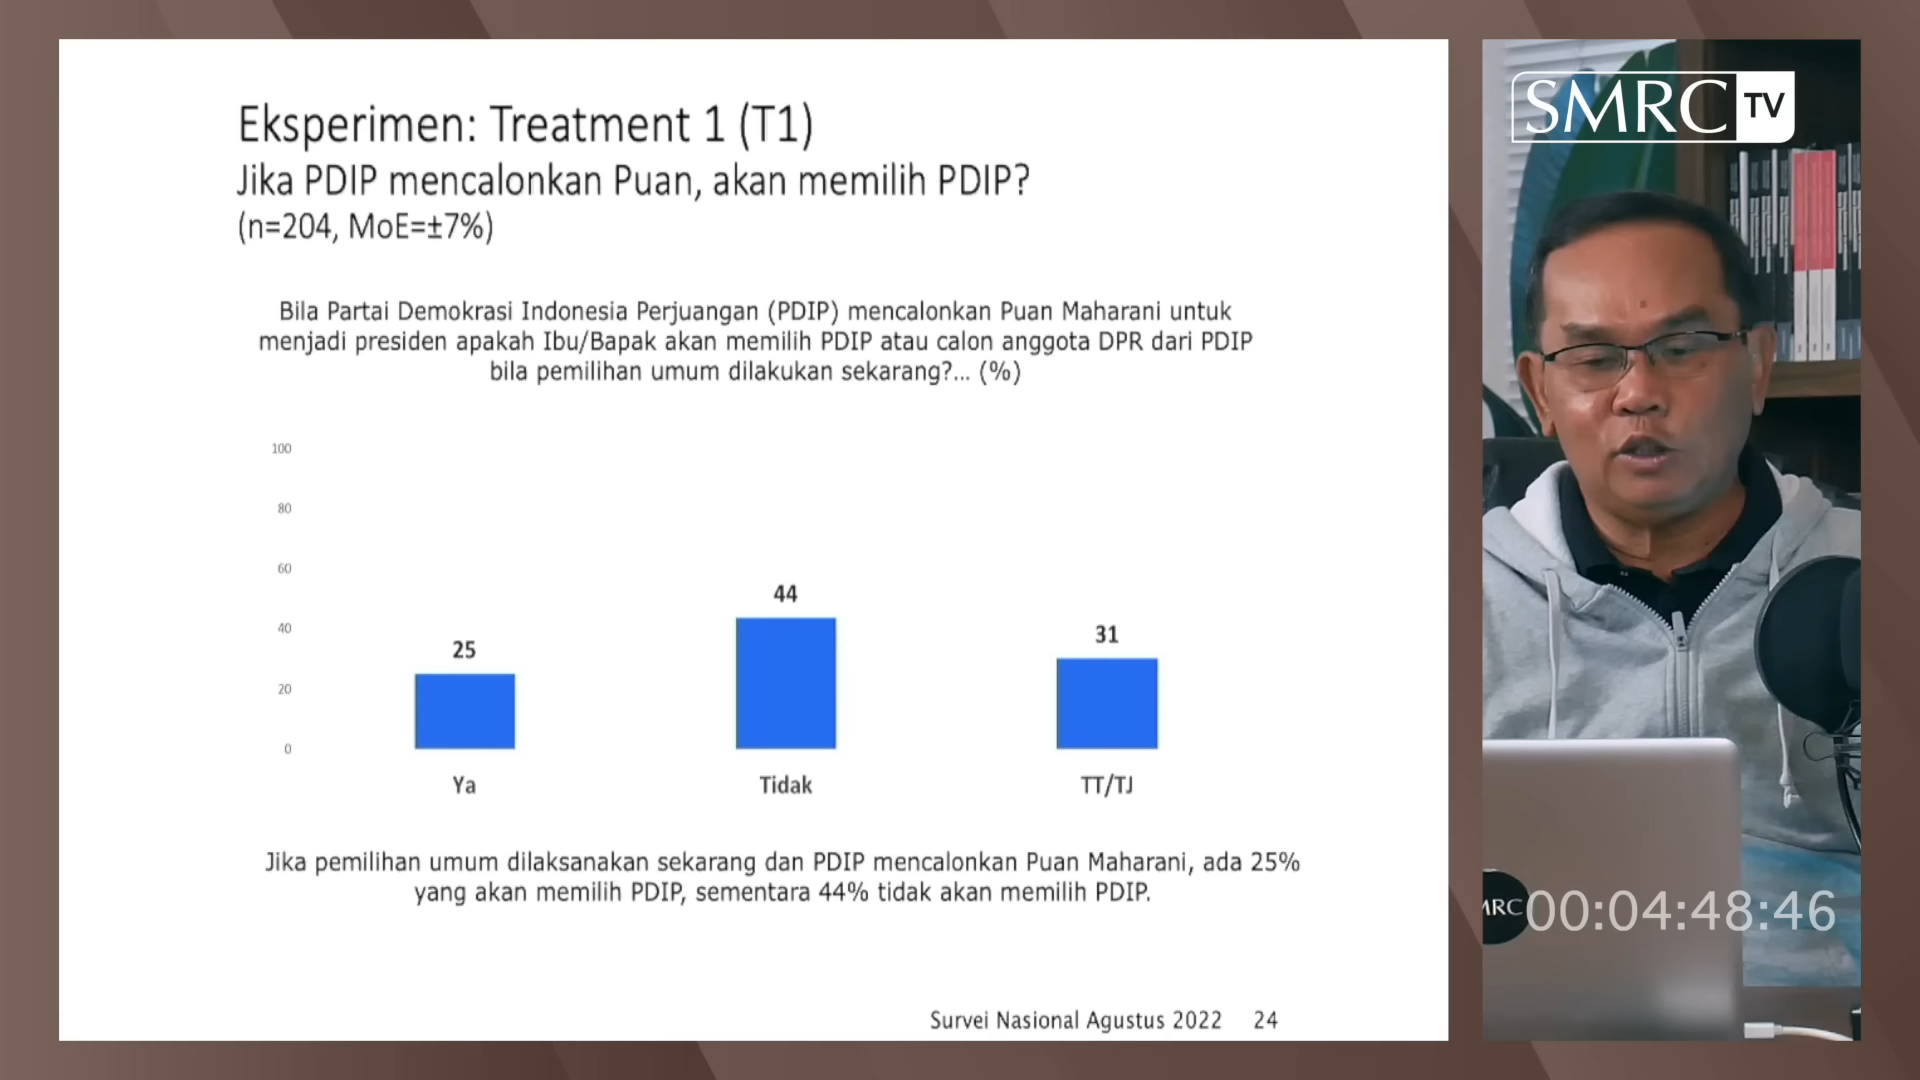 Eksperimen: Treatment 1 (T1)
Jika PDIP mencalonkan Puan, akan memilih PDIP?
(n=204, MoE=±7%)
Bila Partai Demokrasi Indonesia Perjuangan (PDIP) mencalonkan Puan Maharani untuk
menjadi presiden apakah Ibu/Bapak akan memilih PDIP atau calon anggota DPR dari PDIP
bila pemilihan umum dilakukan sekarang?... (%)
100
80
60
40
20
0
25
44
31
Ya
Tidak
TT/TJ
Jika pemilihan umum dilaksanakan sekarang dan PDIP mencalonkan Puan Maharani, ada 25%
yang akan memilih PDIP, sementara 44% tidak akan memilih PDIP.
Survei Nasional Agustus 2022 24
SMRC TV
MRC
00:04:48:46